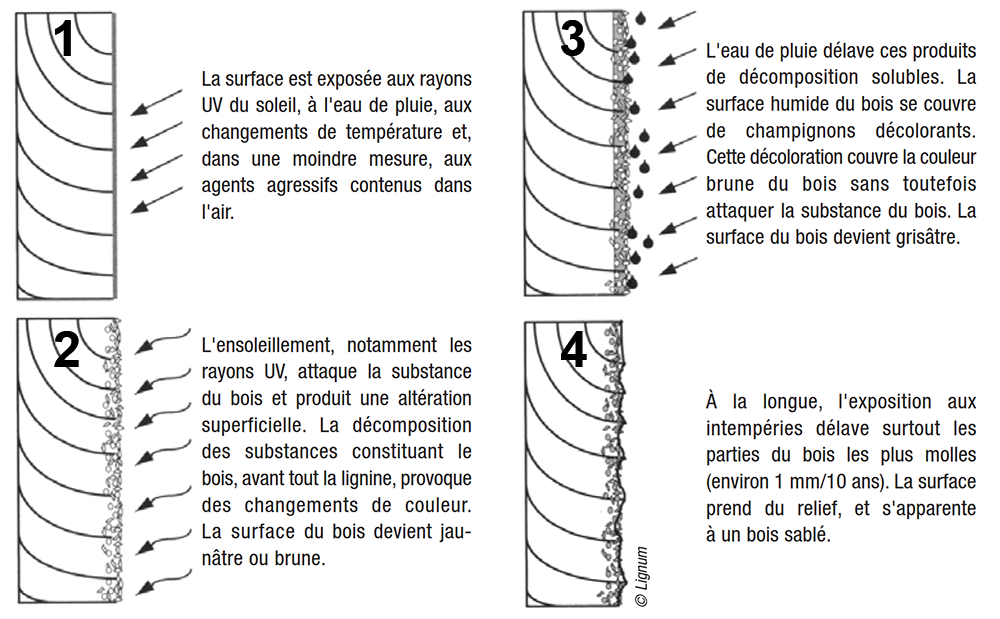 1
La surface est exposée aux rayons
UV du soleil, à l'eau de pluie, aux
changements de température et,
dans une moindre mesure, aux
agents agressifs contenus dans
l'air.
2
L'ensoleillement, notamment les
rayons UV, attaque la substance
du bois et produit une altération
superficielle. La décomposition
des substances constituant le
bois, avant tout la lignine, provoque
des changements de couleur.
La surface du bois devient jau-
nâtre ou brune.
3
L'eau de pluie délave ces produits
de décomposition solubles. La
surface humide du bois se couvre
de champignons décolorants.
Cette décoloration couvre la couleur
brune du bois sans toutefois
attaquer la substance du bois. La
surface du bois devient grisâtre.
4
À la longue, l'exposition aux
intempéries délave surtout les
parties du bois les plus molles
(environ 1 mm/10 ans). La surface
prend du relief, et s'apparente
à un bois sablé.
© Lignum